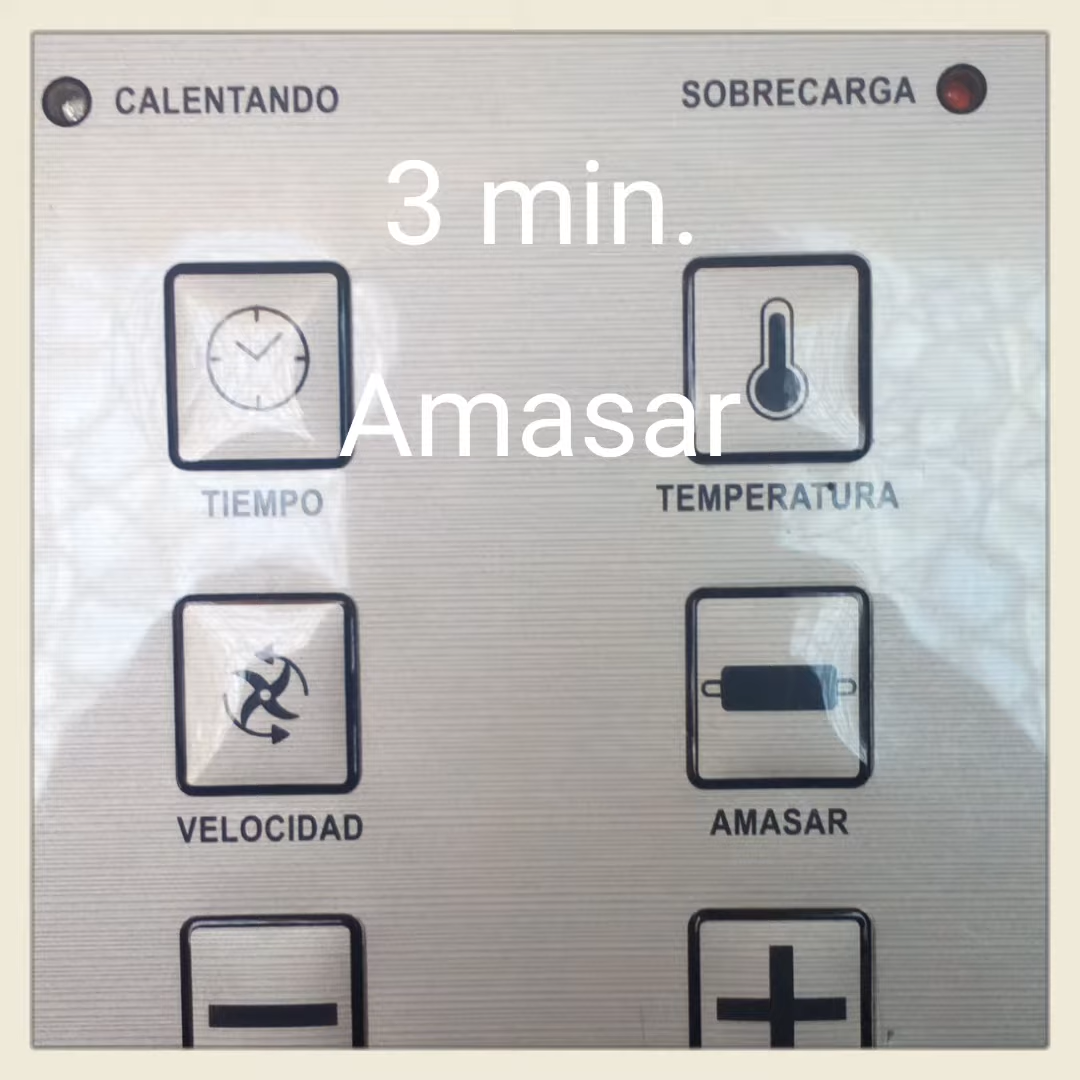 CALENTANDO
SOBRECARGA
3 min.
Amasar
TIEMPO
TEMPERATURA
VELOCIDAD
AMASAR